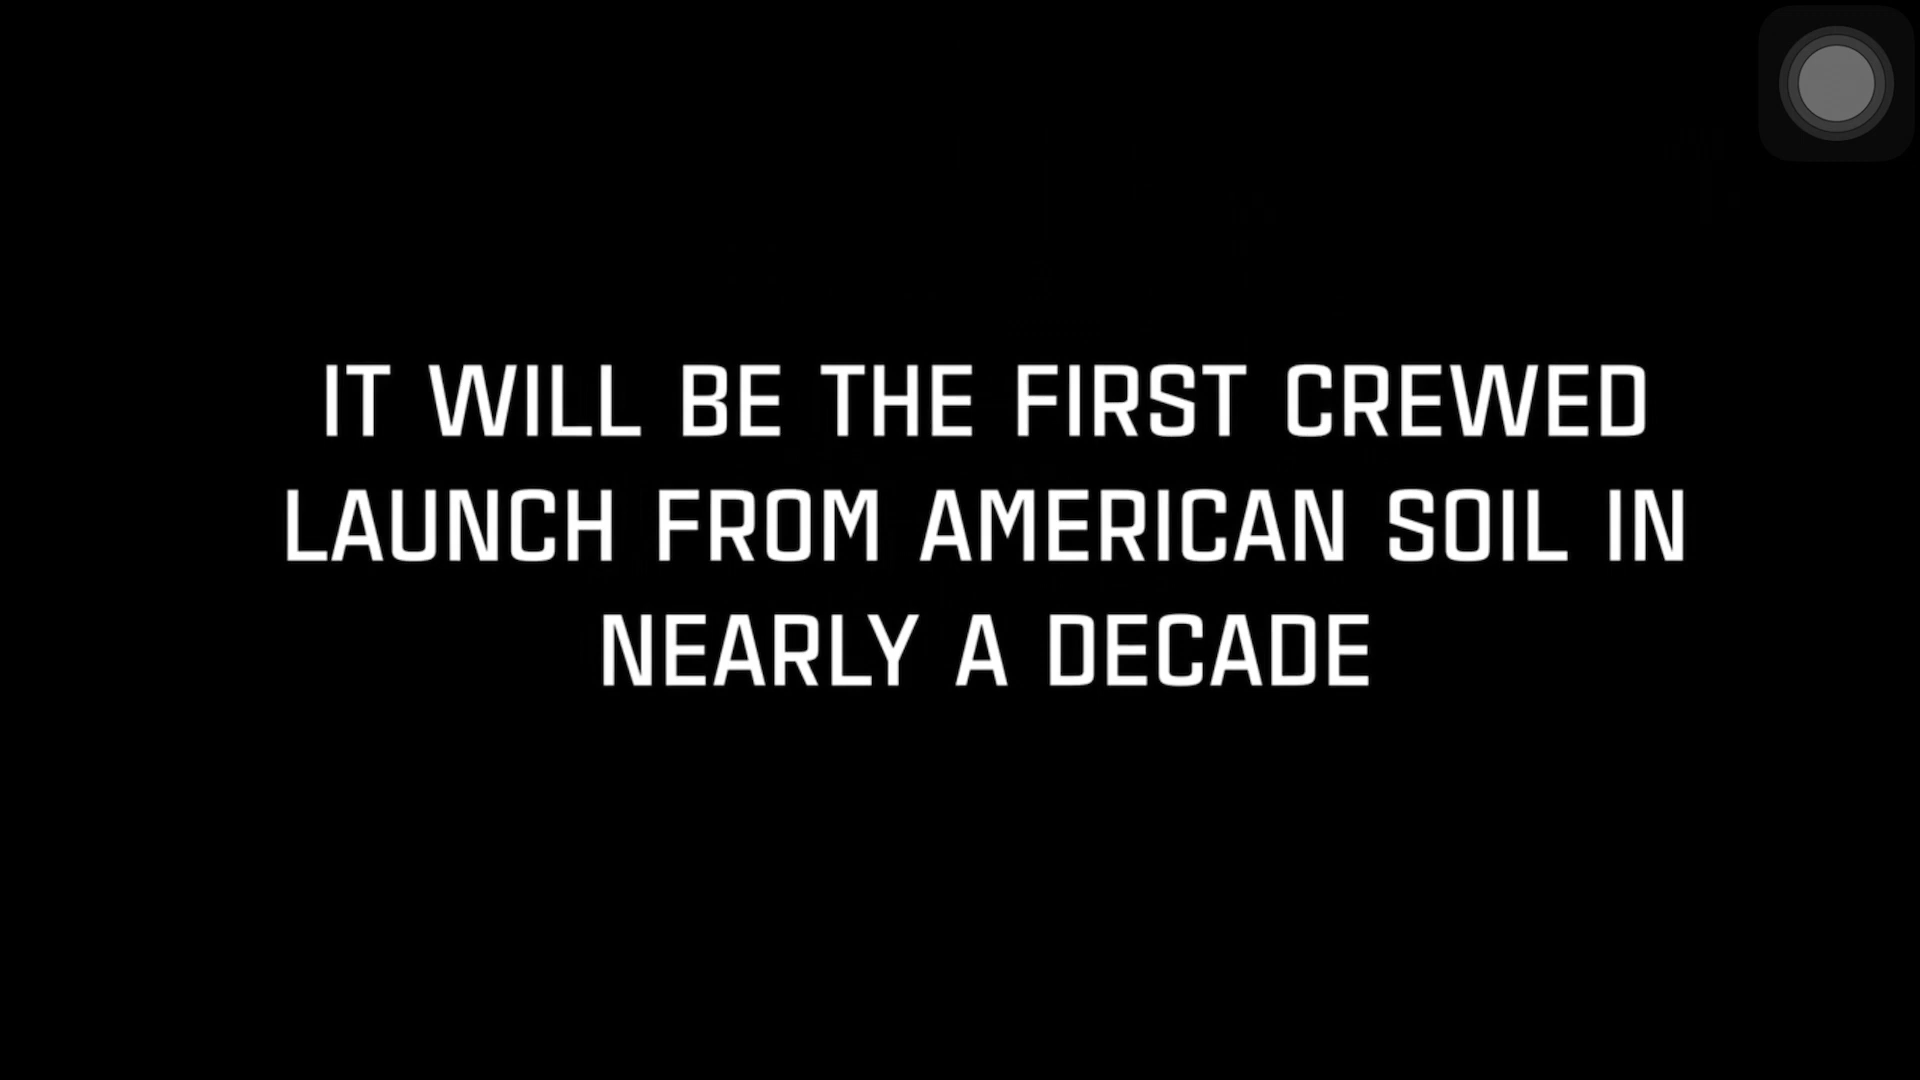 IT WILL BE THE FIRST CREWED
LAUNCH FROM AMERICAN SOIL IN
NEARLY A DECADE